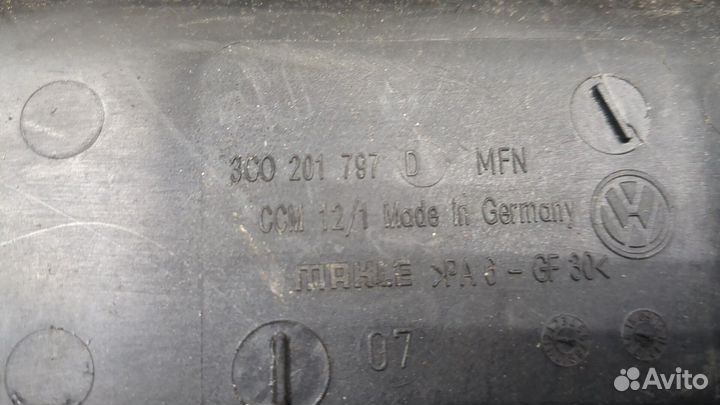 3C0 201 797 D MFN
CCM 12/1 Made in Germany
MAHLE >PA 6 - GF 30<
07
Avito